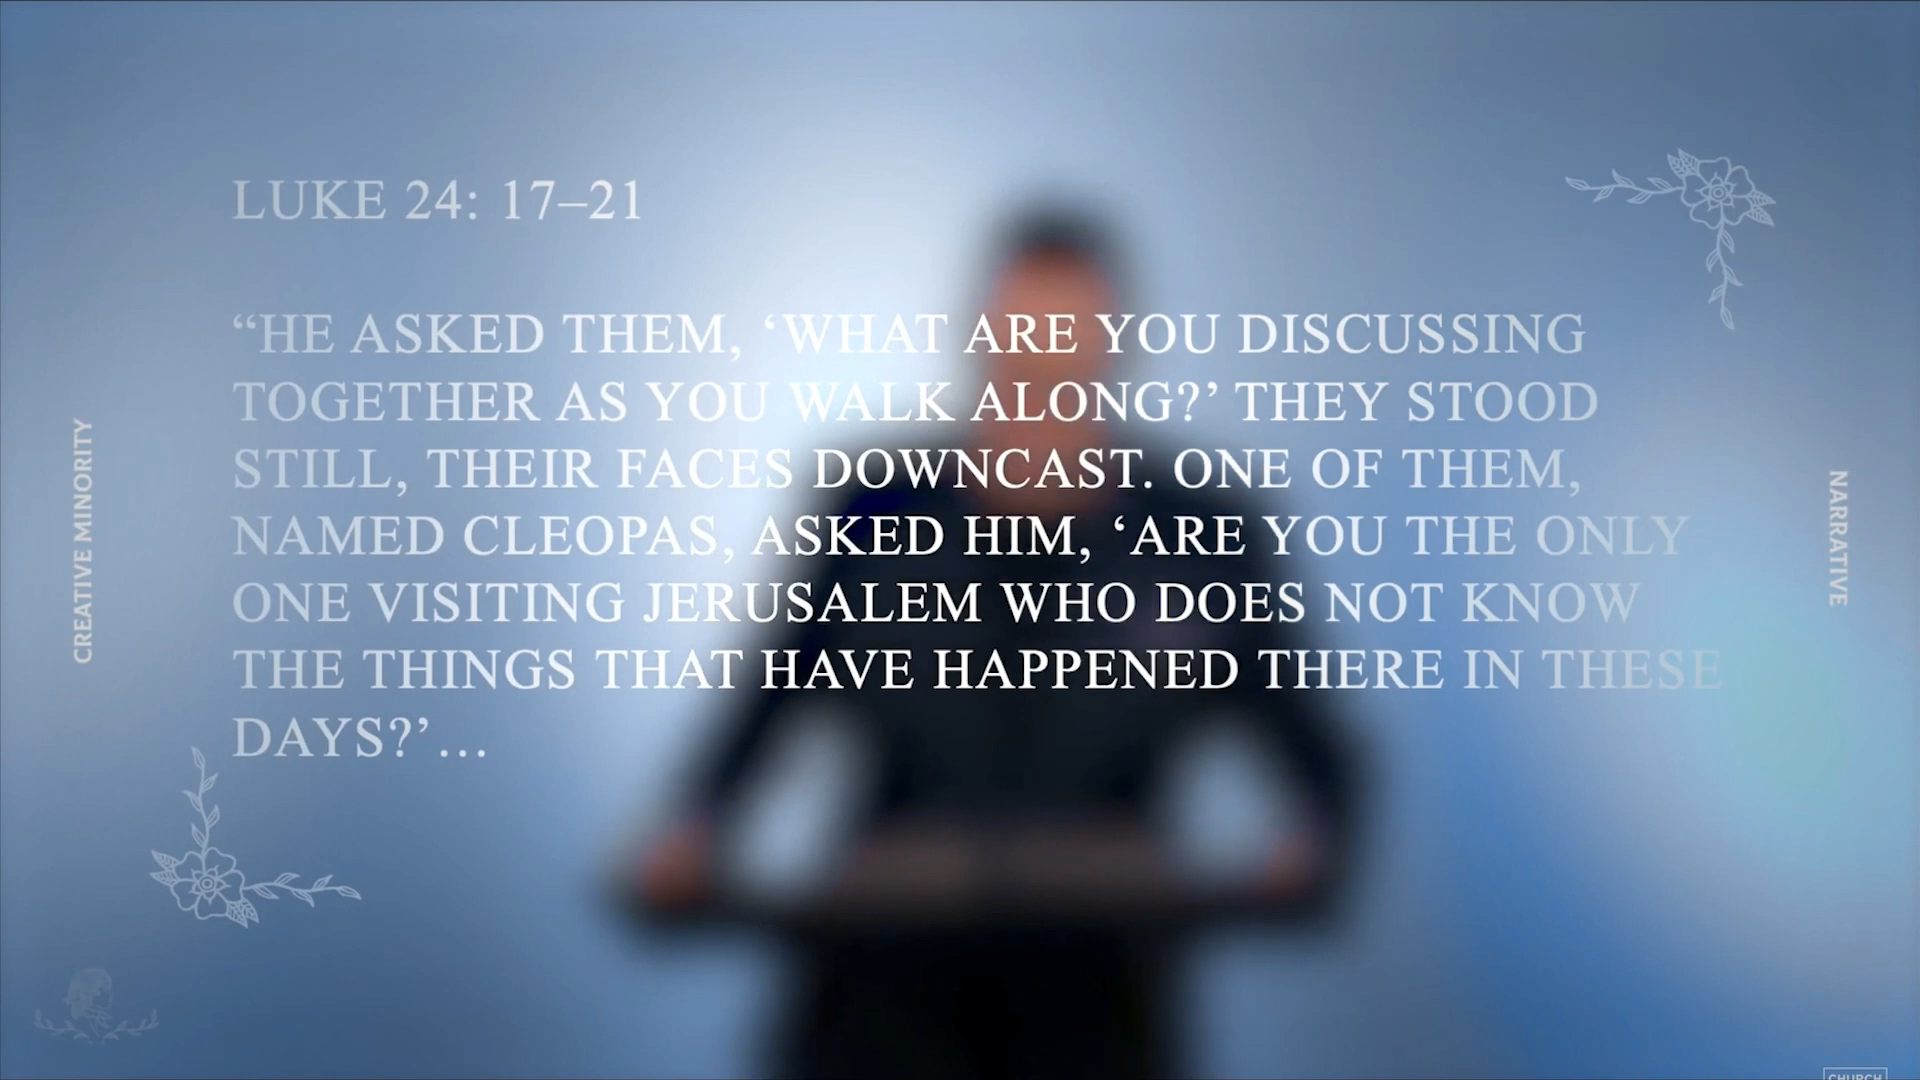 LUKE 24: 17–21
“HE ASKED THEM, ‘WHAT ARE YOU DISCUSSING
TOGETHER AS YOU WALK ALONG?’ THEY STOOD
STILL, THEIR FACES DOWNCAST. ONE OF THEM,
NAMED CLEOPAS, ASKED HIM, ‘ARE YOU THE ONLY
ONE VISITING JERUSALEM WHO DOES NOT KNOW
THE THINGS THAT HAVE HAPPENED THERE IN THESE
DAYS?’…
CREATIVE MINORITY
NARRATIVE
CHURCH